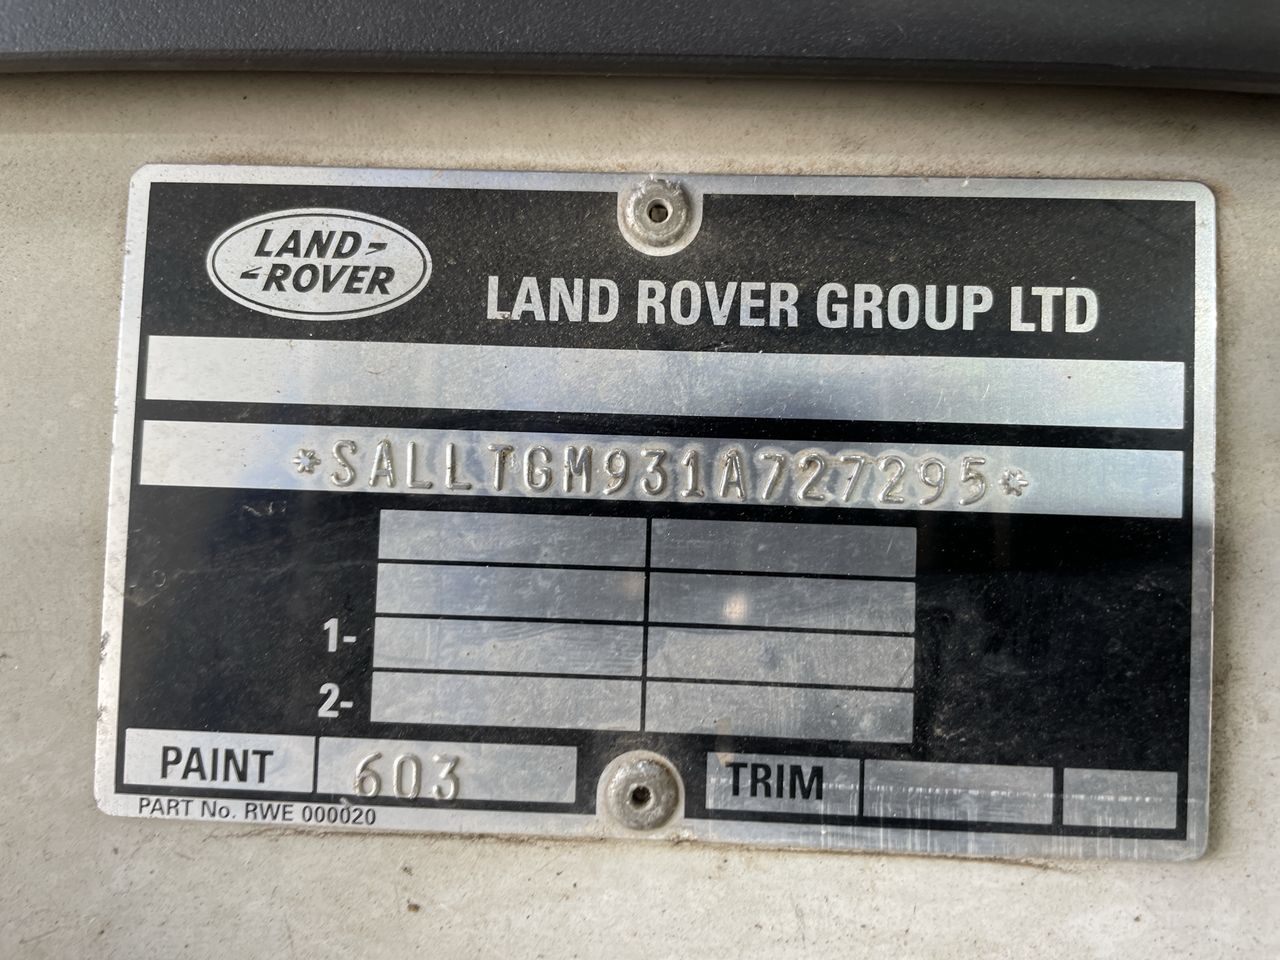 LAND-
-ROVER
LAND ROVER GROUP LTD
*SALLTGM931A727295*
1-
2-
PAINT 603 TRIM
PART No. RWE 000020